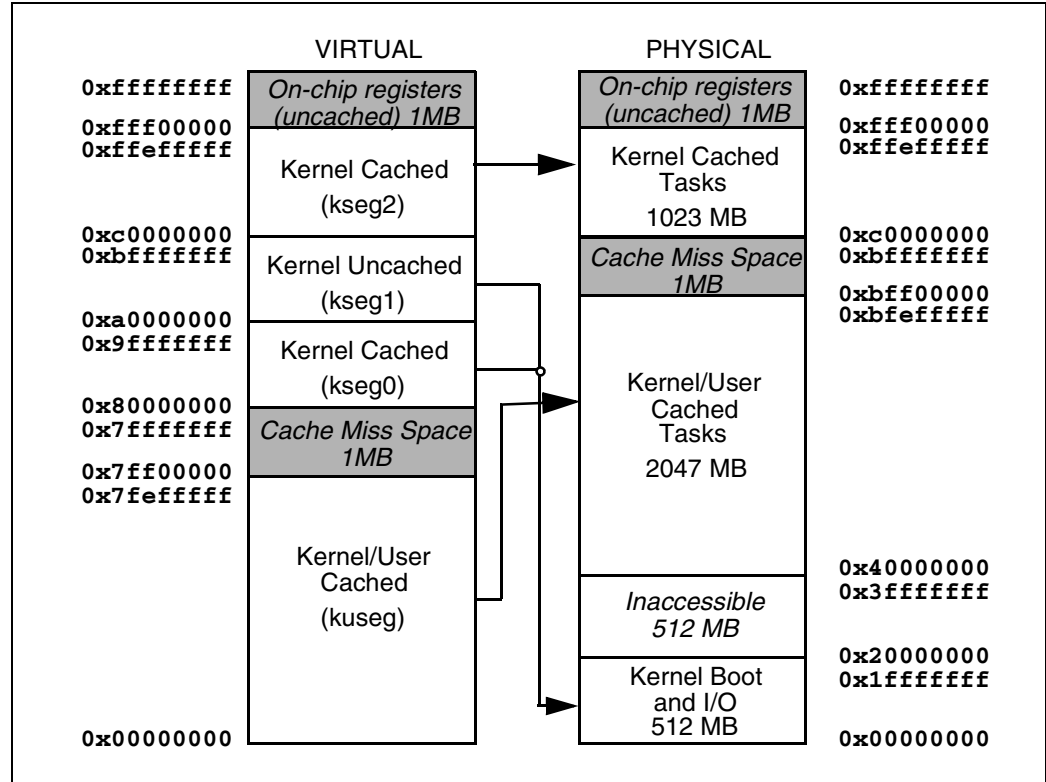 VIRTUAL
PHYSICAL
0xffffffff
On-chip registers
(uncached) 1MB
On-chip registers
(uncached) 1MB
0xffffffff
0xfff00000
0xffefffff
Kernel Cached
(kseg2)
Kernel Cached
Tasks
1023 MB
0xfff00000
0xffefffff
0xc0000000
0xbfffffff
Kernel Uncached
(kseg1)
Cache Miss Space
1MB
0xc0000000
0xbfffffff
0xbff00000
0xbfefffff
0xa0000000
0x9fffffff
Kernel Cached
(kseg0)
Kernel/User
Cached
Tasks
2047 MB
0x80000000
0x7fffffff
Cache Miss Space
1MB
0x7ff00000
0x7fefffff
Kernel/User
Cached
(kuseg)
0x40000000
0x3fffffff
Inaccessible
512 MB
0x20000000
0x1fffffff
Kernel Boot
and I/O
512 MB
0x00000000
0x00000000